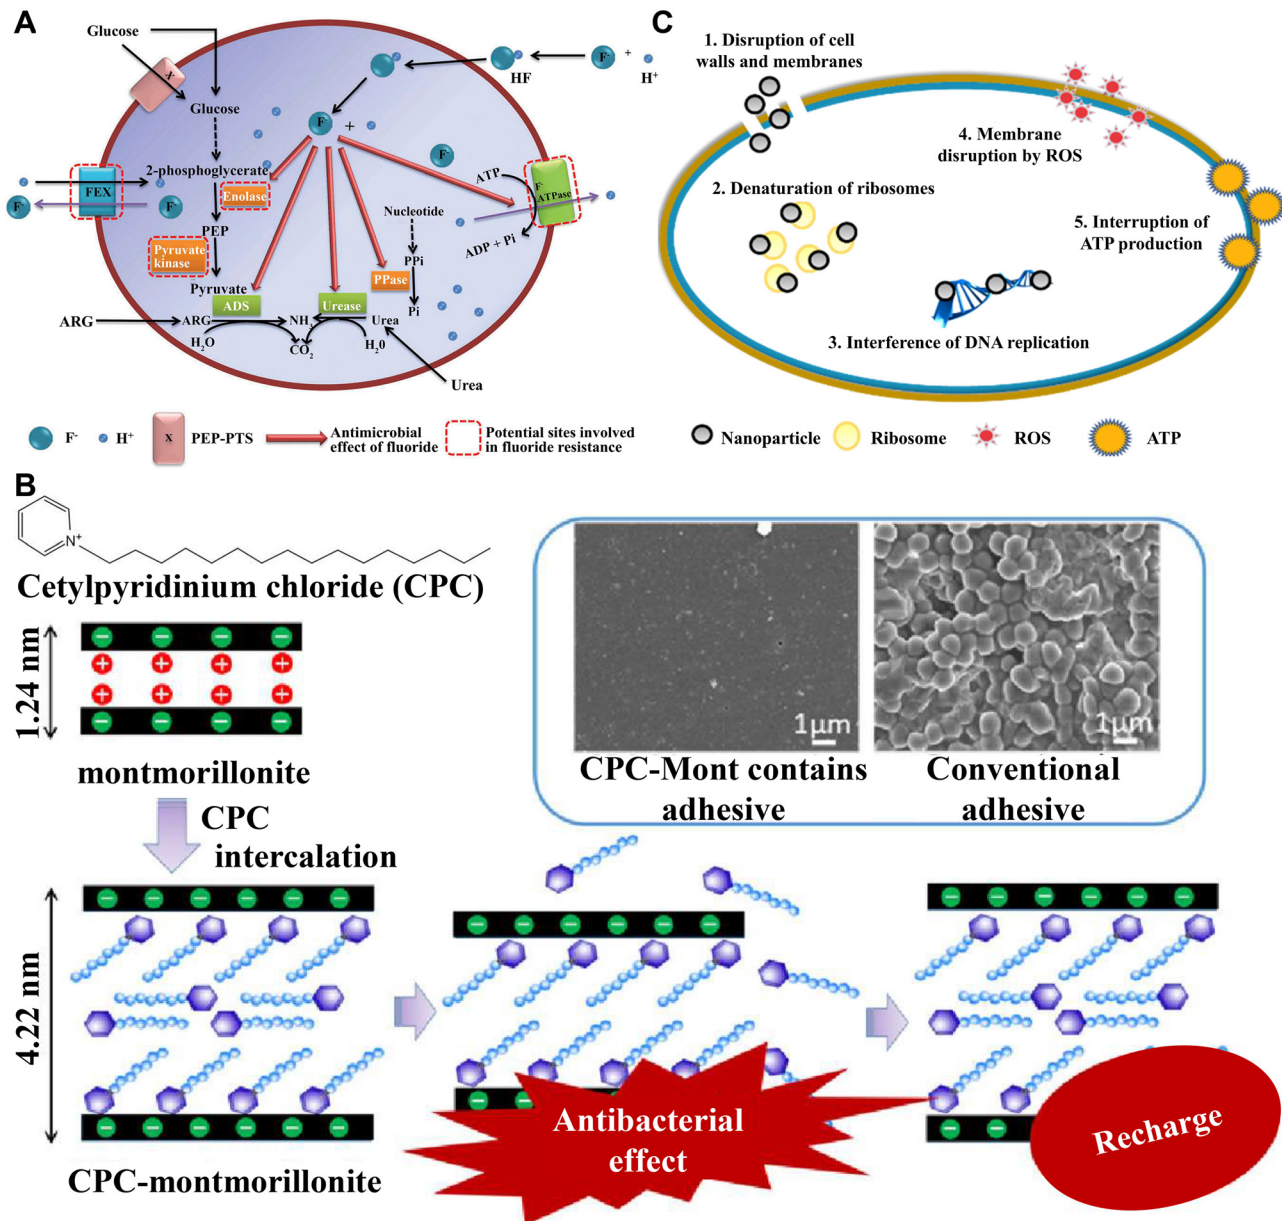 A
Glucose
X
Glucose
HF
F-
+
H+
F-
+
F-
2-phosphoglycerate
Enolase
ATP
F-
ATPase
FEX
F-
F-
Nucleotide
ADP + Pi
PEP
Pyruvate
kinase
PPi
PPase
Pyruvate
ADS
Urease
Pi
ARG
ARG
NH3
Urea
H2O
CO2
H20
Urea
F-
H+
X
PEP-PTS
Antimicrobial
effect of fluoride
Potential sites involved
in fluoride resistance
C
1. Disruption of cell
walls and membranes
4. Membrane
disruption by ROS
2. Denaturation of ribosomes
5. Interruption of
ATP production
3. Interference of DNA replication
Nanoparticle
Ribosome
ROS
ATP
B
N+
Cetylpyridinium chloride (CPC)
1.24 nm
montmorillonite
CPC
intercalation
1µm
1µm
CPC-Mont contains
adhesive
Conventional
adhesive
4.22 nm
CPC-montmorillonite
Antibacterial
effect
Recharge